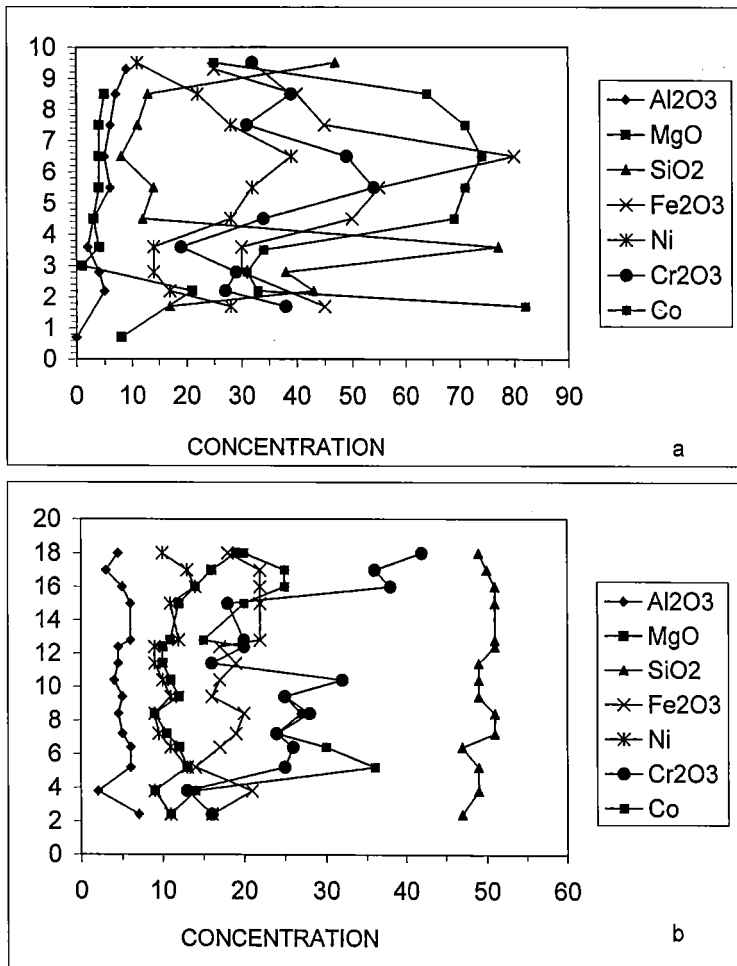 10
9
8
7
6
5
4
3
2
1
0
0 10 20 30 40 50 60 70 80 90
CONCENTRATION
Al2O3
MgO
SiO2
Fe2O3
Ni
Cr2O3
Co
a
20
18
16
14
12
10
8
6
4
2
0
0 10 20 30 40 50 60
CONCENTRATION
Al2O3
MgO
SiO2
Fe2O3
Ni
Cr2O3
Co
b